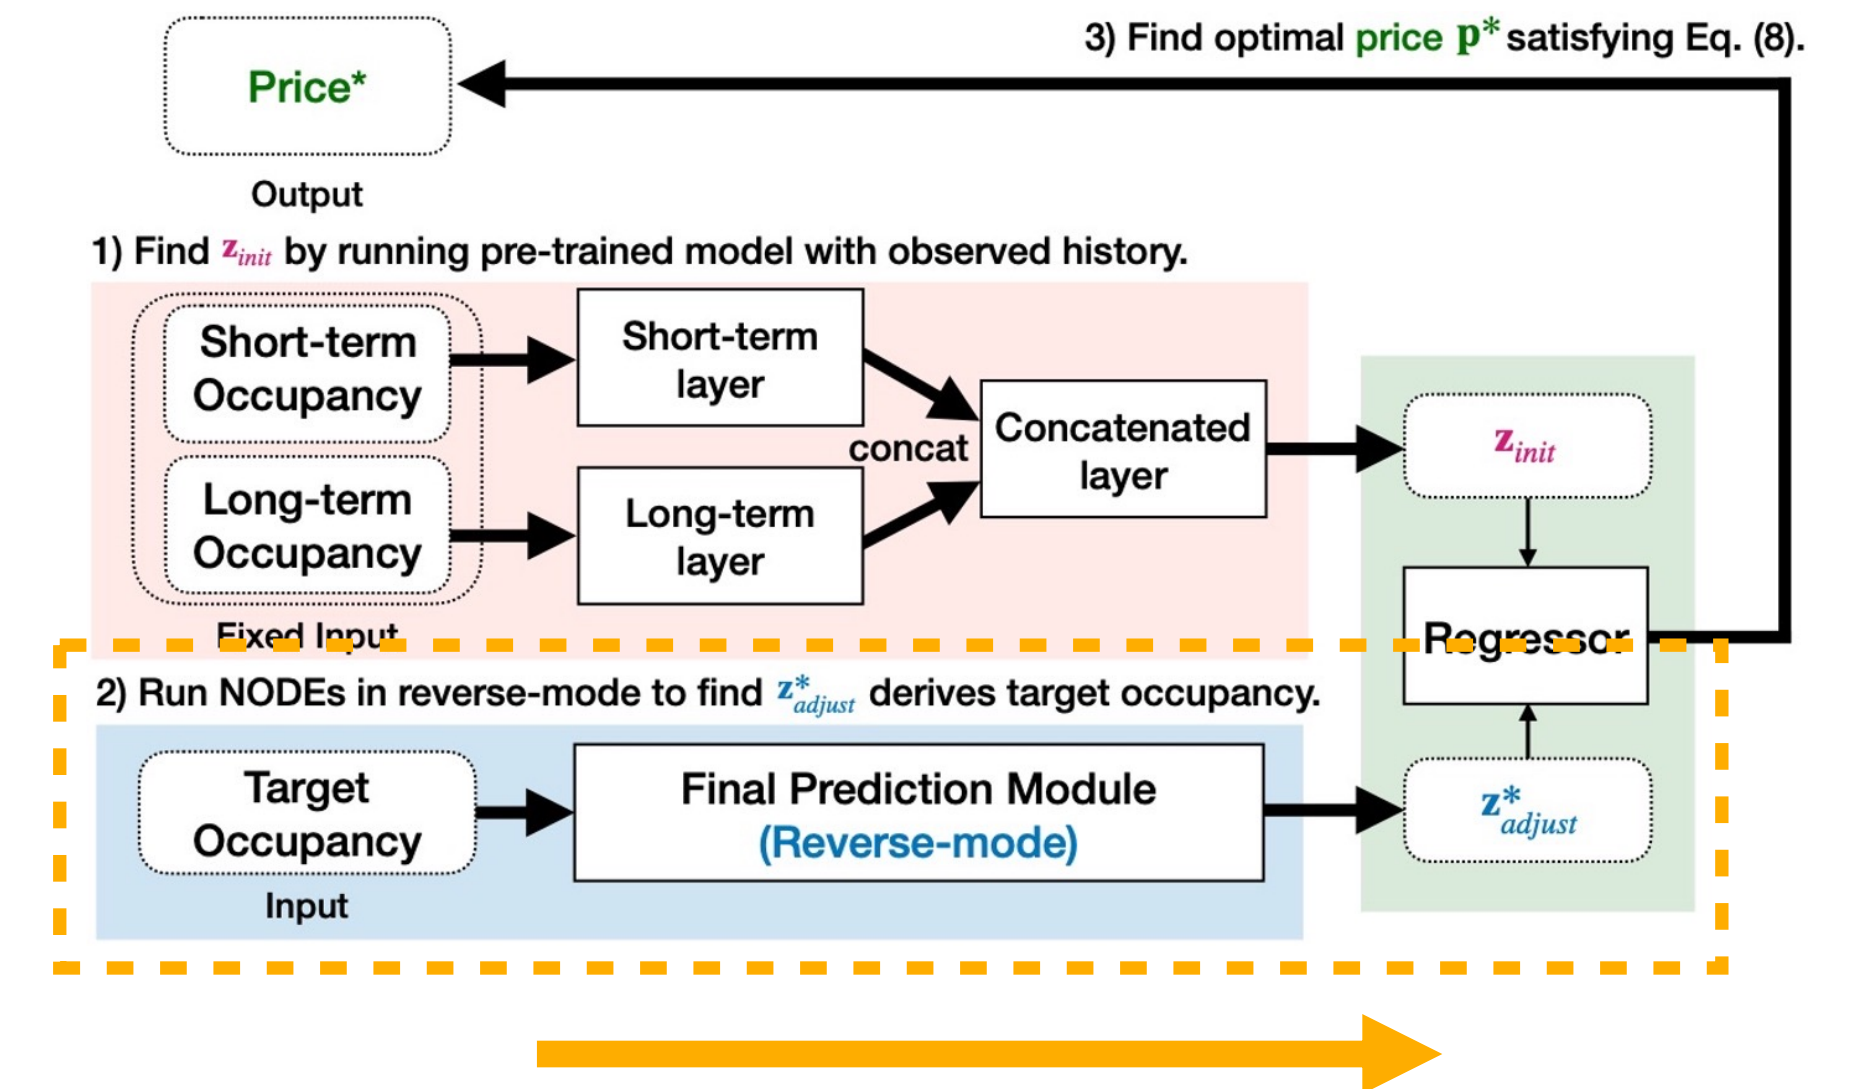 3) Find optimal price p* satisfying Eq. (8).
Price*
Output
1) Find z_init by running pre-trained model with observed history.
Short-term
Occupancy
Short-term
layer
Concatenated
layer
concat
z_init
Long-term
Occupancy
Long-term
layer
Fixed Input
Regressor
2) Run NODEs in reverse-mode to find z*_adjust derives target occupancy.
Target
Occupancy
Final Prediction Module
(Reverse-mode)
z*_adjust
Input